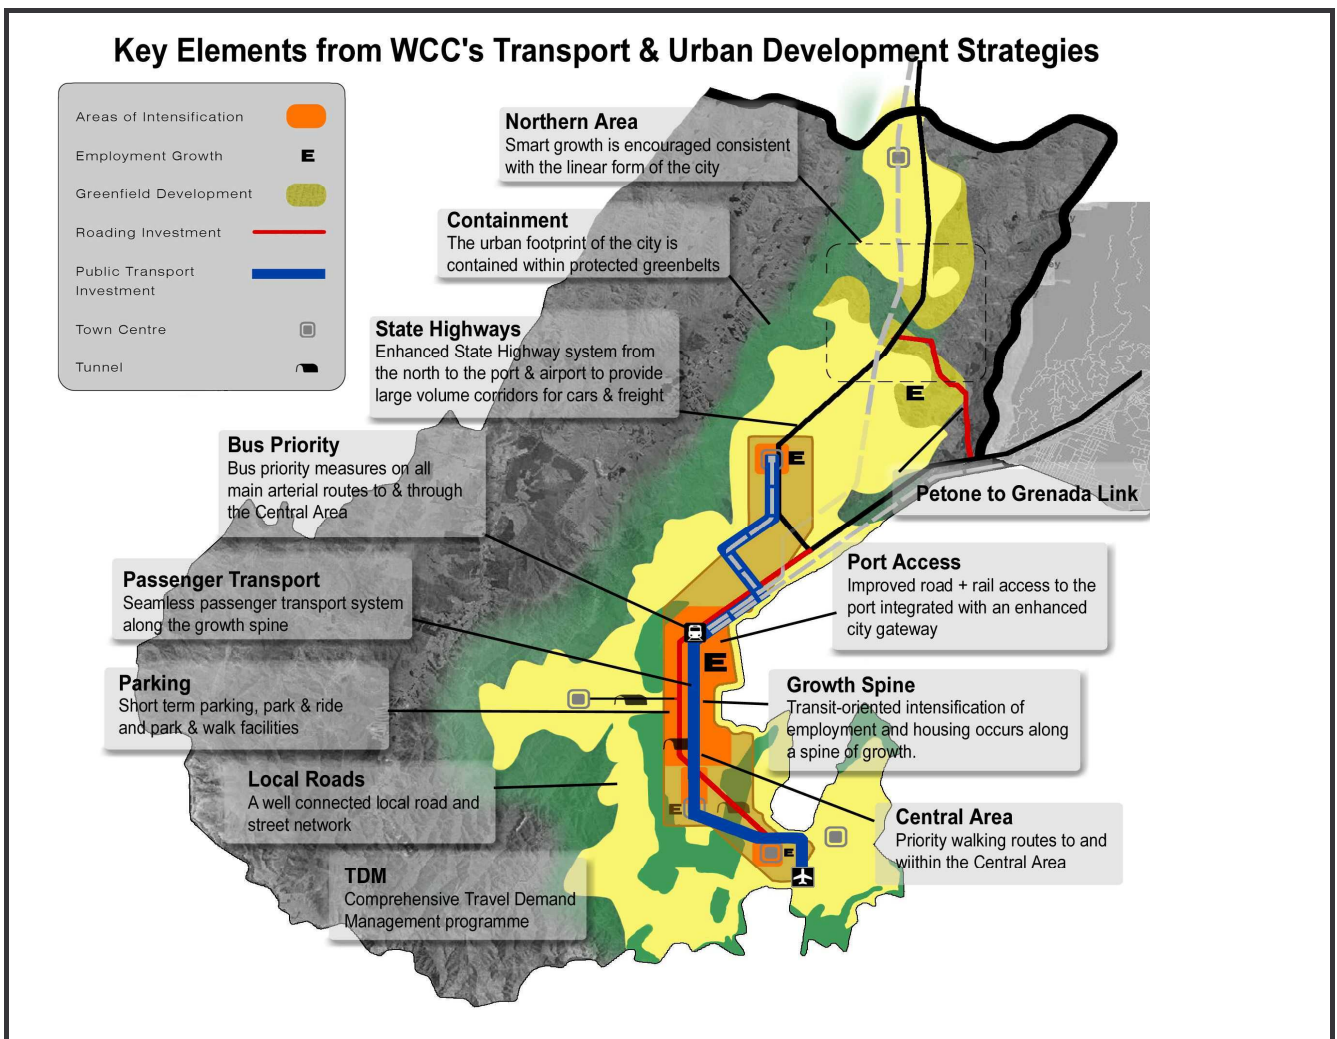 Key Elements from WCC's Transport & Urban Development Strategies
Areas of Intensification
Employment Growth
E
Greenfield Development
Roading Investment
Public Transport
Investment
Town Centre
Tunnel
Northern Area
Smart growth is encouraged consistent
with the linear form of the city
Containment
The urban footprint of the city is
contained within protected greenbelts
State Highways
Enhanced State Highway system from
the north to the port & airport to provide
large volume corridors for cars & freight
E
Bus Priority
Bus priority measures on all
main arterial routes to & through
the Central Area
E
Petone to Grenada Link
Passenger Transport
Seamless passenger transport system
along the growth spine
Port Access
Improved road + rail access to the
port integrated with an enhanced
city gateway
E
Parking
Short term parking, park & ride
and park & walk facilities
Growth Spine
Transit-oriented intensification of
employment and housing occurs along
a spine of growth.
Local Roads
A well connected local road and
street network
E
Central Area
Priority walking routes to and
wiithin the Central Area
E
TDM
Comprehensive Travel Demand
Management programme